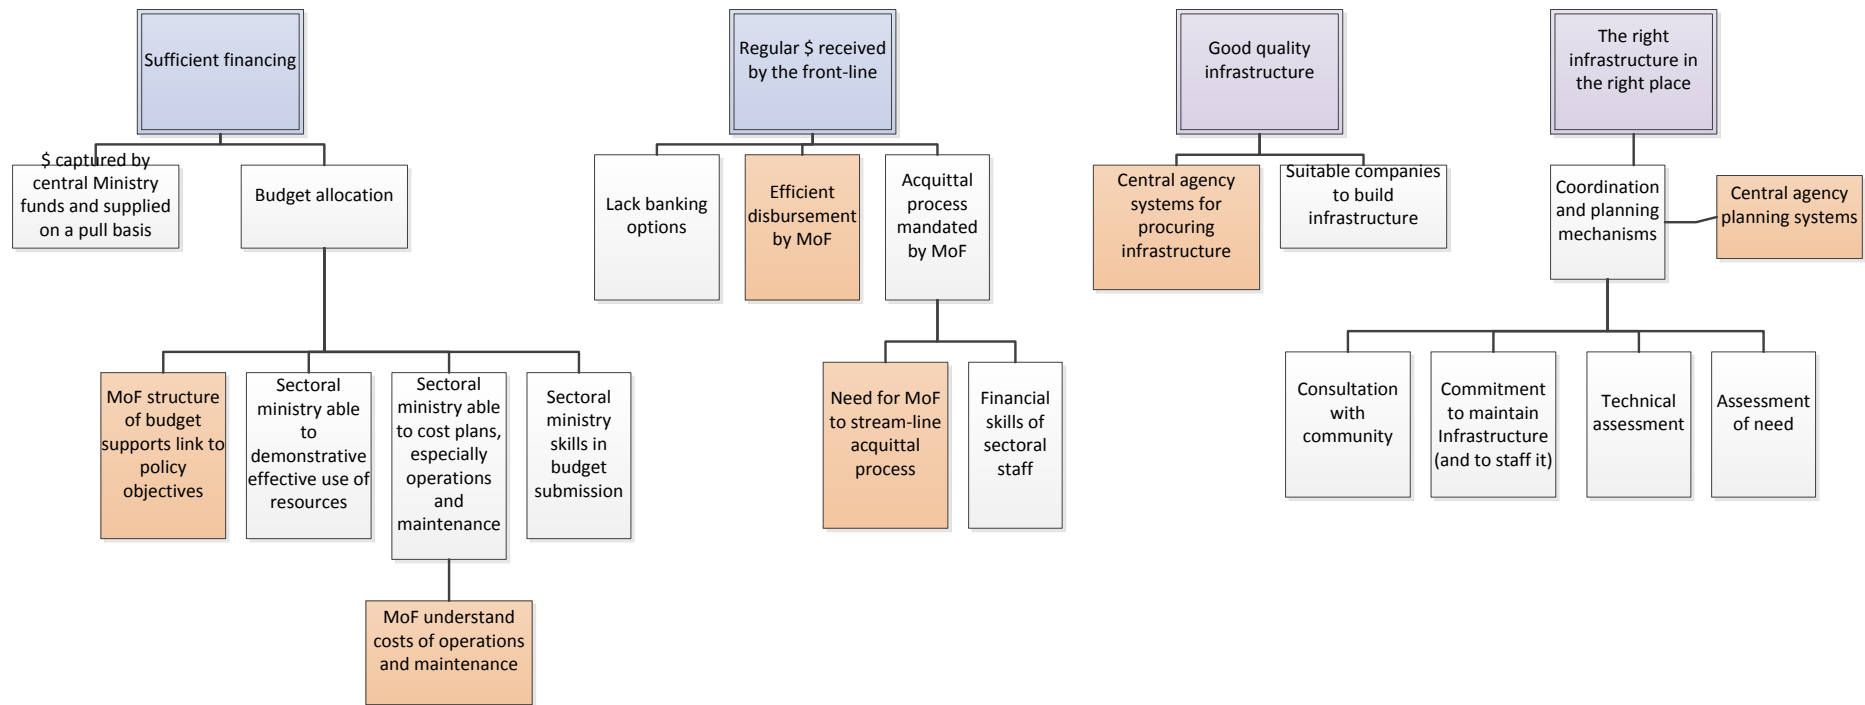 Sufficient financing
Regular $ received
by the front-line
Good quality
infrastructure
The right
infrastructure in
the right place
$ captured by
central Ministry
funds and supplied
on a pull basis
Budget allocation
Lack banking
options
Efficient
disbursement
by MoF
Acquittal
process
mandated
by MoF
Central agency
systems for
procuring
infrastructure
Suitable companies
to build
infrastructure
Coordination
and planning
mechanisms
Central agency
planning systems
MoF structure
of budget
supports link to
policy
objectives
Sectoral
ministry able
to
demonstrative
effective use of
resources
Sectoral
ministry able
to cost plans,
especially
operations
and
maintenance
Sectoral
ministry
skills in
budget
submission
Need for MoF
to stream-line
acquittal
process
Financial
skills of
sectoral
staff
Consultation
with
community
Commitment
to maintain
Infrastructure
(and to staff it)
Technical
assessment
Assessment
of need
MoF understand
costs of operations
and maintenance